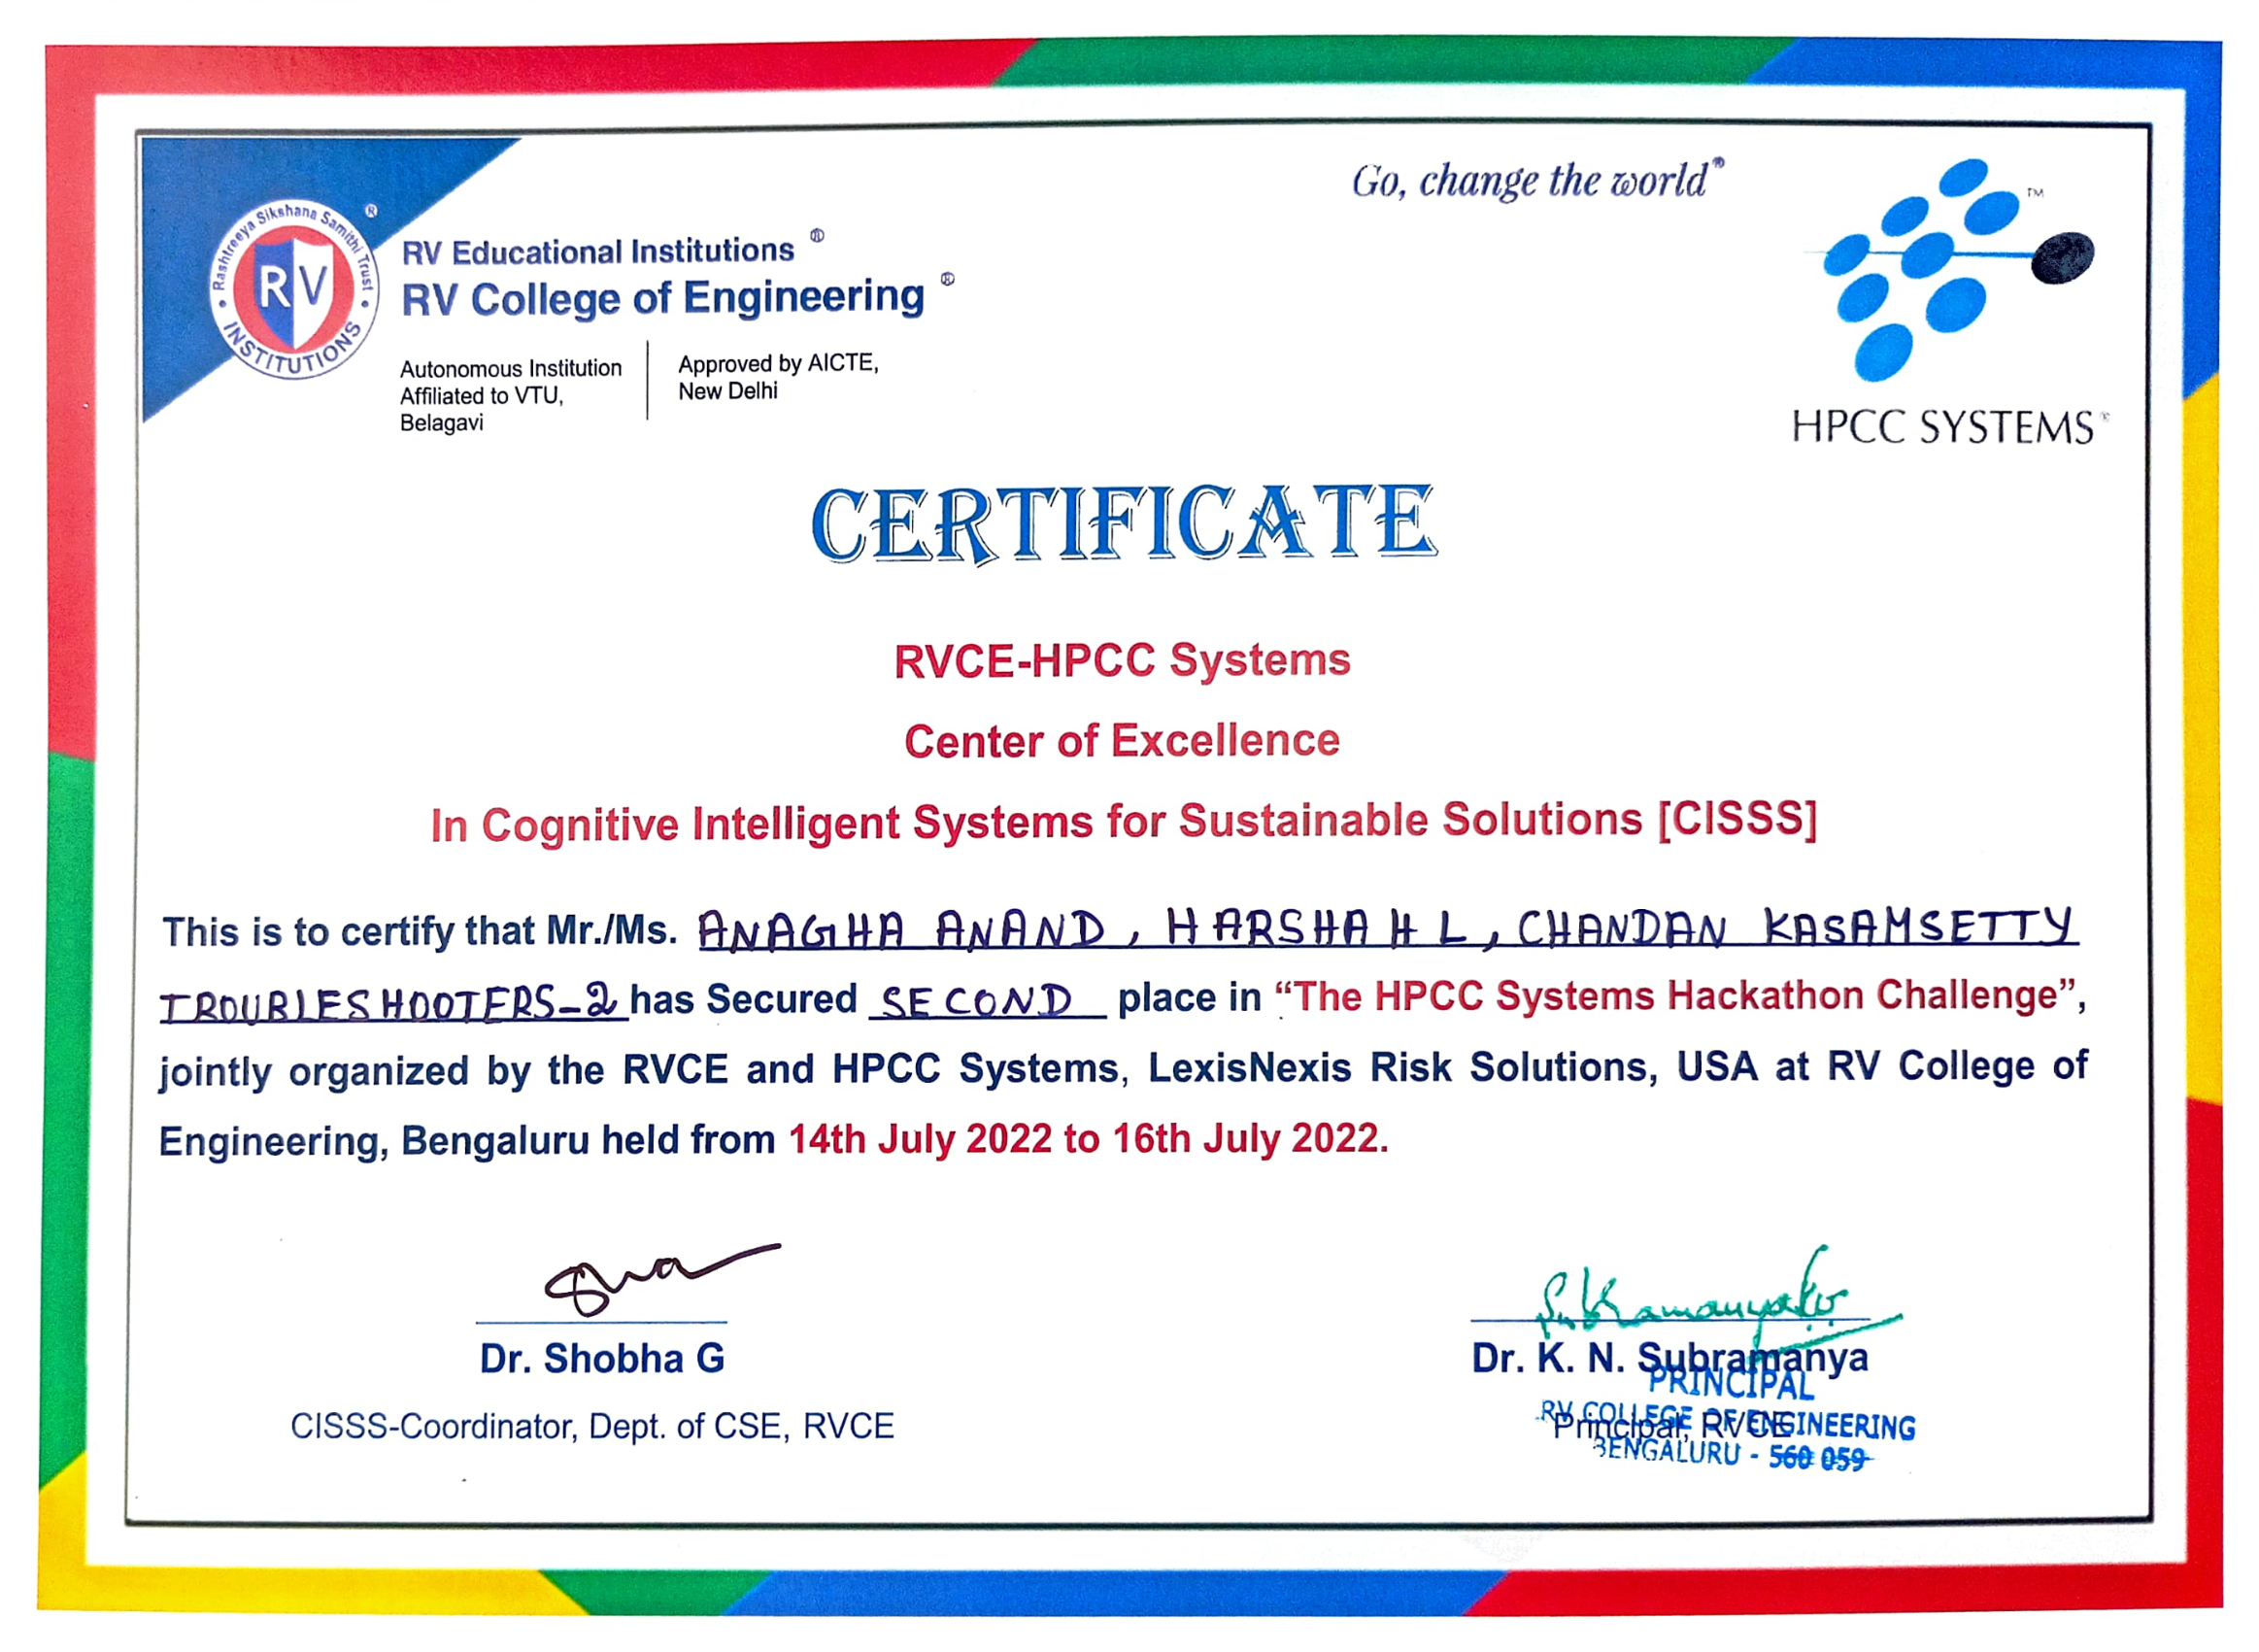 Go, change the world®
Rashtreeya Sikshana Samithi Trust
INSTITUTIONS
®
RV
RV Educational Institutions ®
RV College of Engineering ®
Autonomous Institution
Affiliated to VTU,
Belagavi
Approved by AICTE,
New Delhi
TM
HPCC SYSTEMS®
CERTIFICATE
RVCE-HPCC Systems
Center of Excellence
In Cognitive Intelligent Systems for Sustainable Solutions [CISSS]
This is to certify that Mr./Ms. ANAGHA ANAND, HARSHA H L, CHANDAN KASAMSETTY
TROUBLESHOOTERS-2 has Secured SECOND place in “The HPCC Systems Hackathon Challenge”,
jointly organized by the RVCE and HPCC Systems, LexisNexis Risk Solutions, USA at RV College of
Engineering, Bengaluru held from 14th July 2022 to 16th July 2022.
Dr. Shobha G
CISSS-Coordinator, Dept. of CSE, RVCE
Dr. K. N. Subramanya
Principal, RVCE
PRINCIPAL
RV COLLEGE OF ENGINEERING
BENGALURU - 560 059